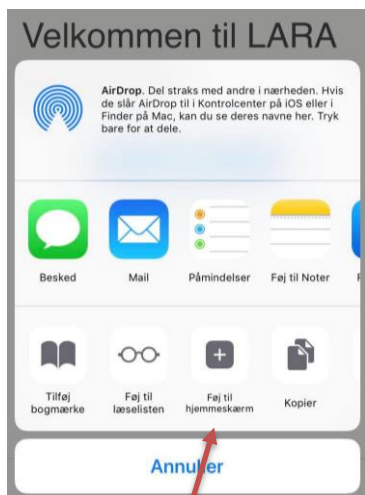 Velkommen til LARA
AirDrop. Del straks med andre i nærheden. Hvis
de slår AirDrop til i Kontrolcenter på iOS eller i
Finder på Mac, kan du se deres navne her. Tryk
bare for at dele.
Besked
Mail
Påmindelser
Føj til Noter
Tilføj
bogmærke
Føj til
læselisten
Føj til
hjemmeskærm
Kopier
Annuller